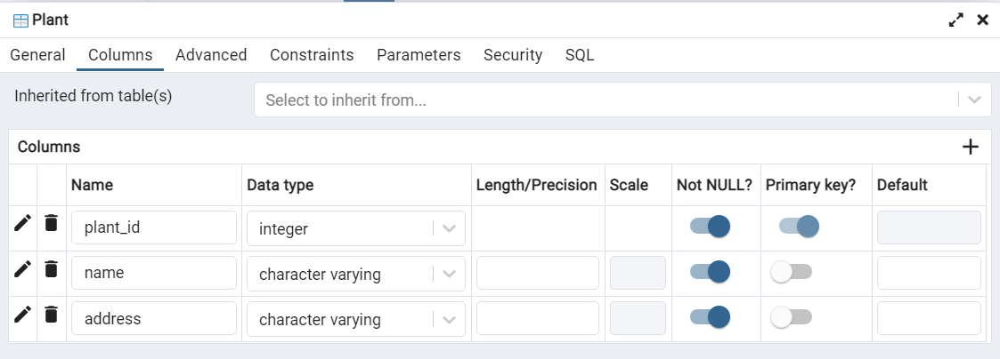 Plant
General Columns Advanced Constraints Parameters Security SQL
Inherited from table(s) Select to inherit from...
Columns
Name Data type Length/Precision Scale Not NULL? Primary key? Default
plant_id integer
name character varying
address character varying